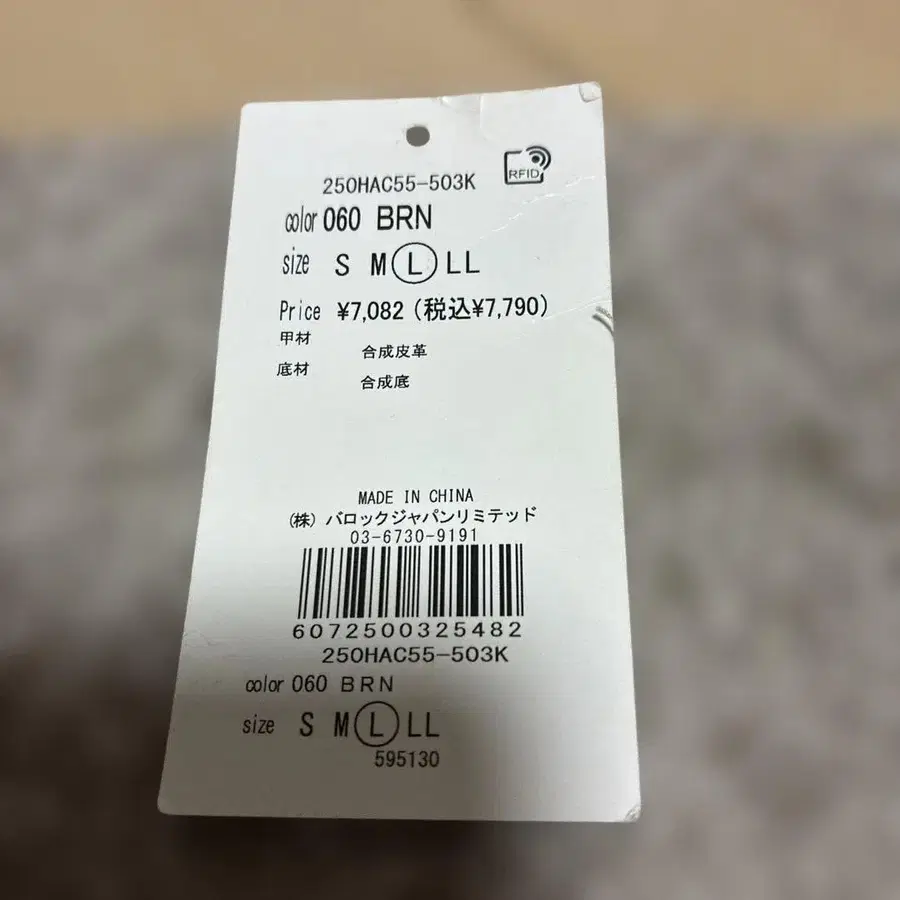 RFID
250HAC55-503K
color 060 BRN
size S M L LL
Price ¥7,082 (税込¥7,790)
甲材 合成皮革
底材 合成底
MADE IN CHINA
(株) バロックジャパンリミテッド
03-6730-9191
6072500325482
250HAC55-503K
color 060 BRN
size S M L LL
595130